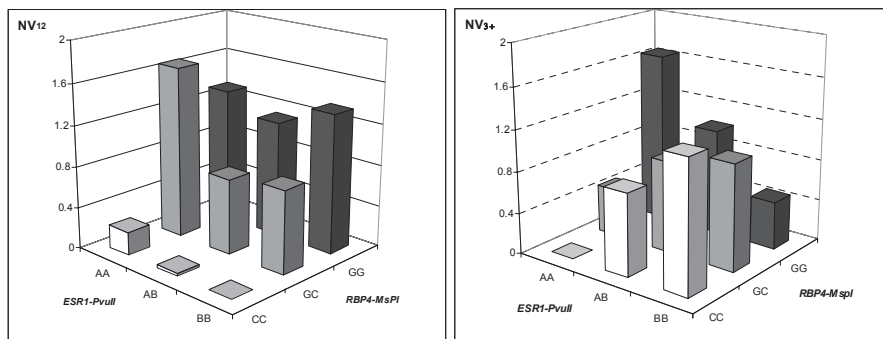 NV12
2
1.6
1.2
0.8
0.4
0
AA
AB
BB
CC
GC
GG
ESR1-PvuII
RBP4-MsPI
NV3+
2
1.6
1.2
0.8
0.4
0
AA
AB
BB
CC
GC
GG
ESR1-PvuII
RBP4-MspI